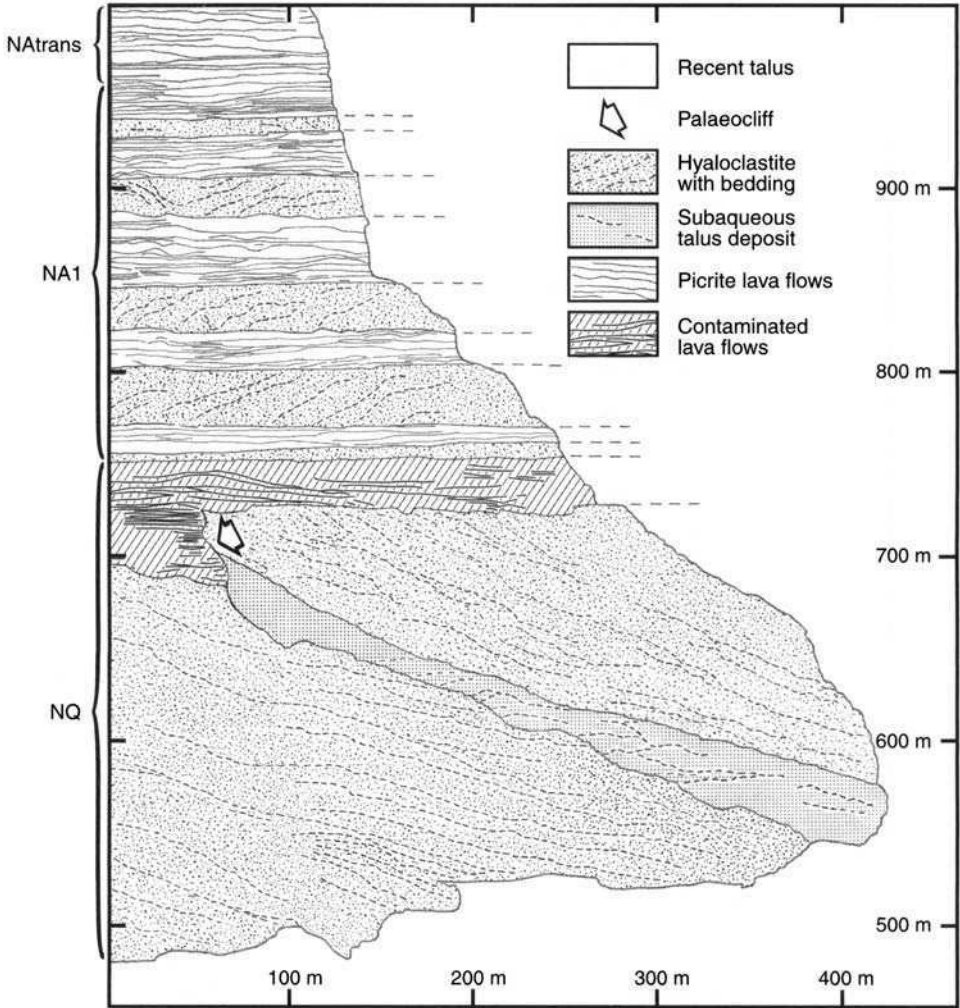 NAtrans
NA1
NQ
Recent talus
Palaeocliff
Hyaloclastite
with bedding
Subaqueous
talus deposit
Picrite lava flows
Contaminated
lava flows
900 m
800 m
700 m
600 m
500 m
100 m
200 m
300 m
400 m